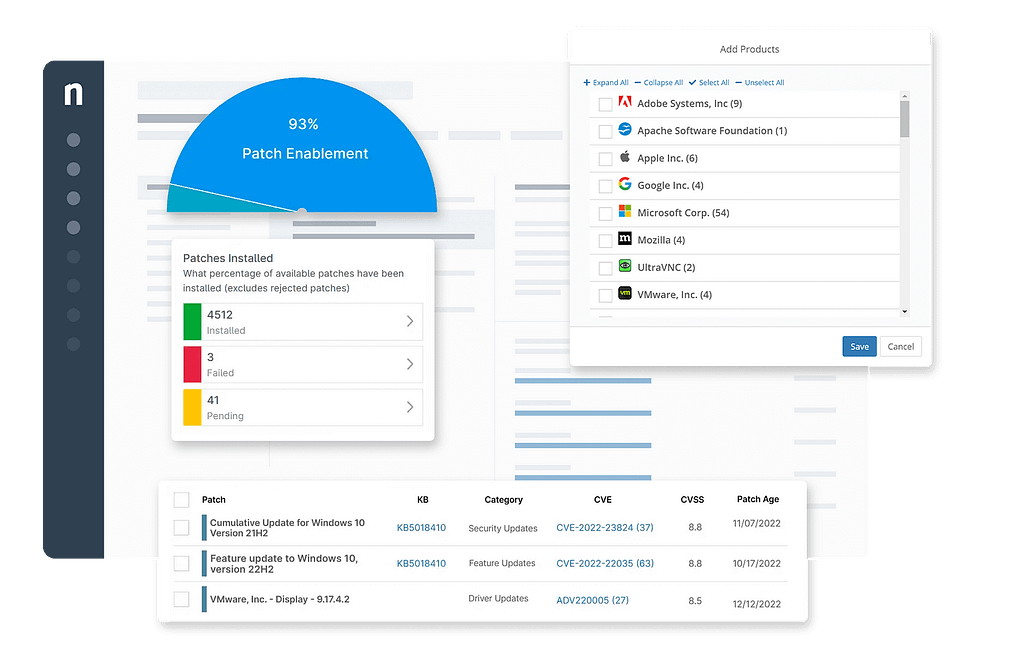 n
93%
Patch Enablement
Patches Installed
What percentage of available patches have been
installed (excludes rejected patches)
4512
Installed
3
Failed
41
Pending
Add Products
Expand All Collapse All Select All Unselect All
Adobe Systems, Inc (9)
Apache Software Foundation (1)
Apple Inc. (6)
Google Inc. (4)
Microsoft Corp. (54)
m Mozilla (4)
UltraVNC (2)
vm VMware, Inc. (4)
Save Cancel
Patch KB Category CVE CVSS Patch Age
Cumulative Update for Windows 10
Version 21H2
KB5018410 Security Updates CVE-2022-23824 (37) 8.8 11/07/2022
Feature update to Windows 10,
version 22H2
KB5018410 Feature Updates CVE-2022-22035 (63) 8.8 10/17/2022
VMware, Inc. - Display - 9.17.4.2 Driver Updates ADV220005 (27) 8.5 12/12/2022